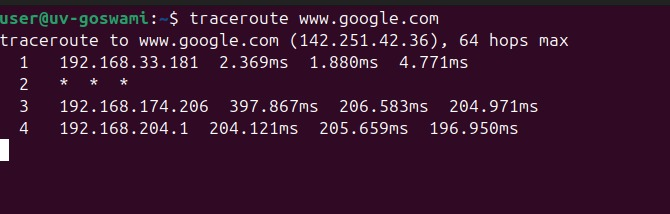 user@uv-goswami:~$ traceroute www.google.com
traceroute to www.google.com (142.251.42.36), 64 hops max
1 192.168.33.181 2.369ms 1.880ms 4.771ms
2 * * *
3 192.168.174.206 397.867ms 206.583ms 204.971ms
4 192.168.204.1 204.121ms 205.659ms 196.950ms